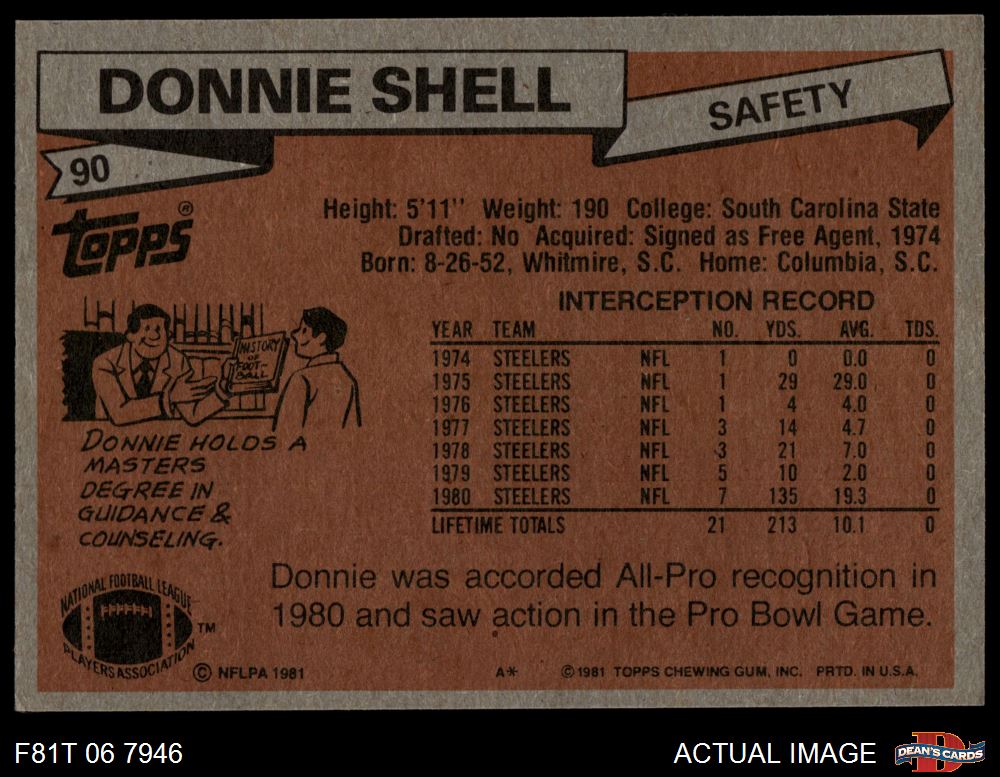 DONNIE SHELL
SAFETY
90
TOPPS®
Height: 5'11" Weight: 190 College: South Carolina State
Drafted: No Acquired: Signed as Free Agent, 1974
Born: 8-26-52, Whitmire, S.C. Home: Columbia, S.C.
INTERCEPTION RECORD
YEAR TEAM NO. YDS. AVG. TDS.
1974 STEELERS NFL 1 0 0.0 0
1975 STEELERS NFL 1 29 29.0 0
1976 STEELERS NFL 1 4 4.0 0
1977 STEELERS NFL 3 14 4.7 0
1978 STEELERS NFL 3 21 7.0 0
1979 STEELERS NFL 5 10 2.0 0
1980 STEELERS NFL 7 135 19.3 0
LIFETIME TOTALS 21 213 10.1 0
HISTORY
OF
FOOT-
BALL
DONNIE HOLDS A
MASTERS
DEGREE IN
GUIDANCE &
COUNSELING.
Donnie was accorded All-Pro recognition in
1980 and saw action in the Pro Bowl Game.
NATIONAL FOOTBALL LEAGUE
PLAYERS ASSOCIATION
TM
© NFLPA 1981
A*
© 1981 TOPPS CHEWING GUM, INC. PRTD. IN U.S.A.
F81T 06 7946
ACTUAL IMAGE
D
DEAN'S CARDS